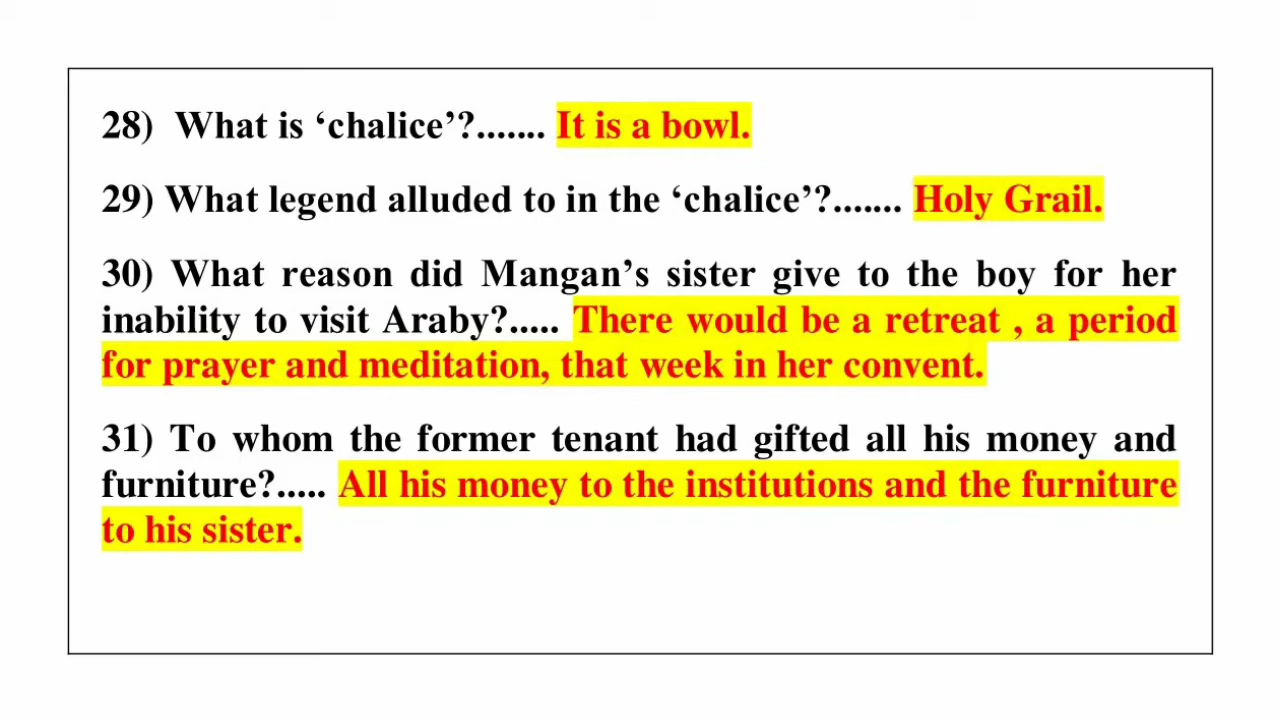 28)  What is ‘chalice’?....... It is a bowl.
29) What legend alluded to in the ‘chalice’?....... Holy Grail.
30) What reason did Mangan’s sister give to the boy for her
inability to visit Araby?..... There would be a retreat , a period
for prayer and meditation, that week in her convent.
31) To whom the former tenant had gifted all his money and
furniture?..... All his money to the institutions and the furniture
to his sister.